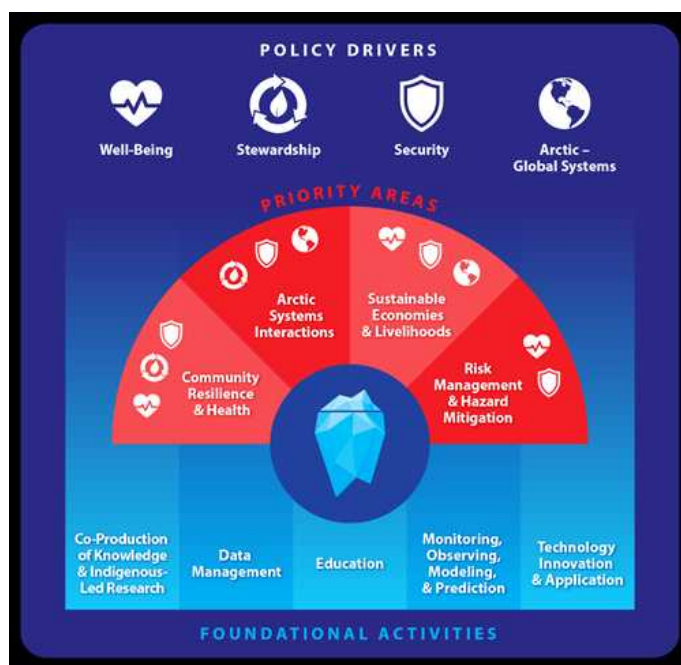 POLICY DRIVERS
Well-Being
Stewardship
Security
Arctic –
Global Systems
PRIORITY AREAS
Community
Resilience
& Health
Arctic
Systems
Interactions
Sustainable
Economies
& Livelihoods
Risk
Management
& Hazard
Mitigation
Co-Production
of Knowledge
& Indigenous-
Led Research
Data
Management
Education
Monitoring,
Observing,
Modeling,
& Prediction
Technology
Innovation
& Application
FOUNDATIONAL ACTIVITIES